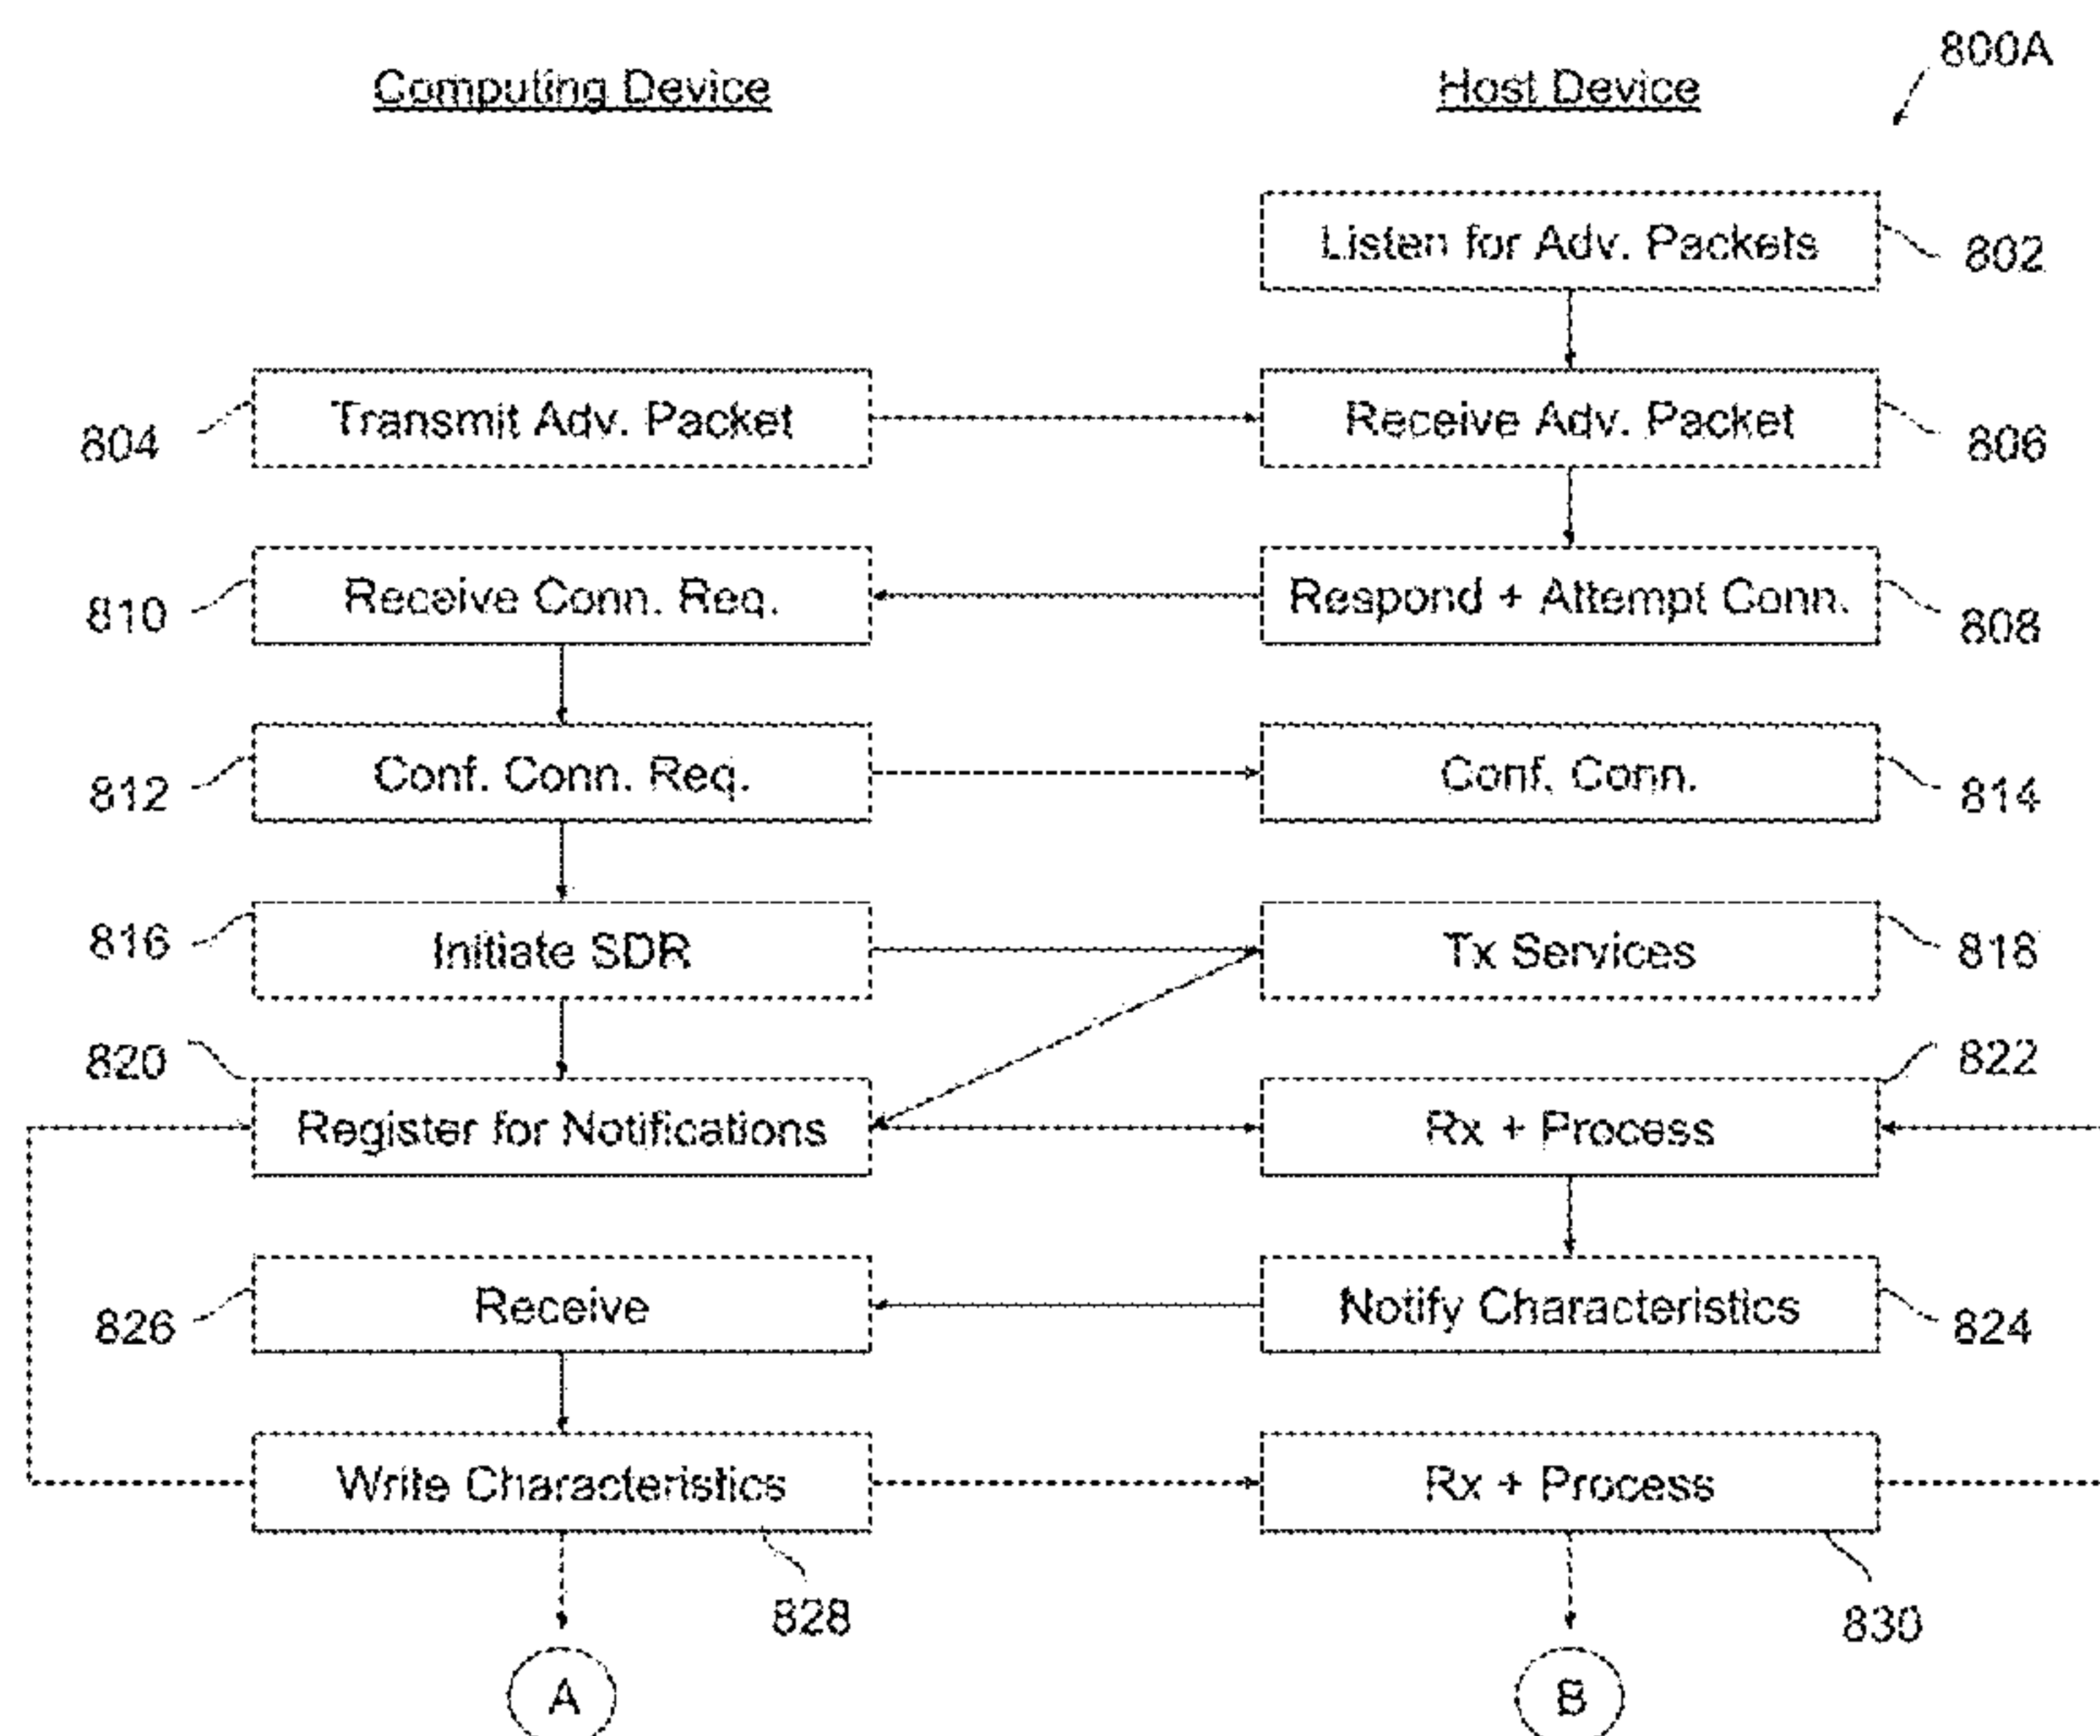 800A
Computing Device
Host Device
Listen for Adv. Packets
802
804
Transmit Adv. Packet
Receive Adv. Packet
806
810
Receive Conn. Req.
Respond + Attempt Conn.
808
812
Conf. Conn. Req.
Conf. Conn.
814
816
Initiate SDR
Tx Services
818
820
Register for Notifications
Rx + Process
822
826
Receive
Notify Characteristics
824
Write Characteristics
Rx + Process
828
830
A
B